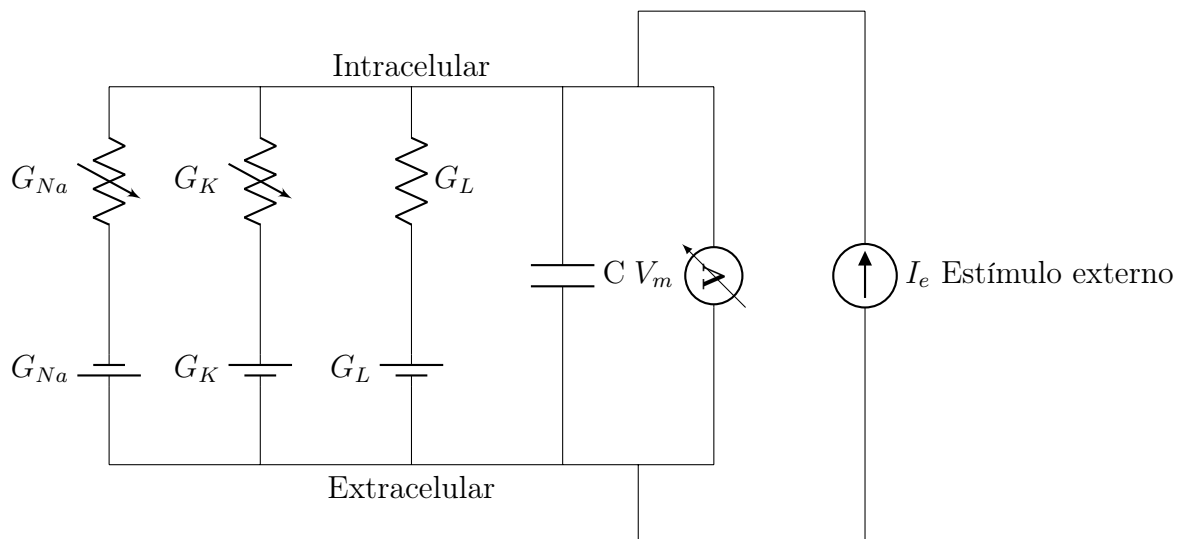 Intracelular
G_{Na}
G_K
G_L
C
V_m
V
I_e Estímulo externo
G_{Na}
G_K
G_L
Extracelular